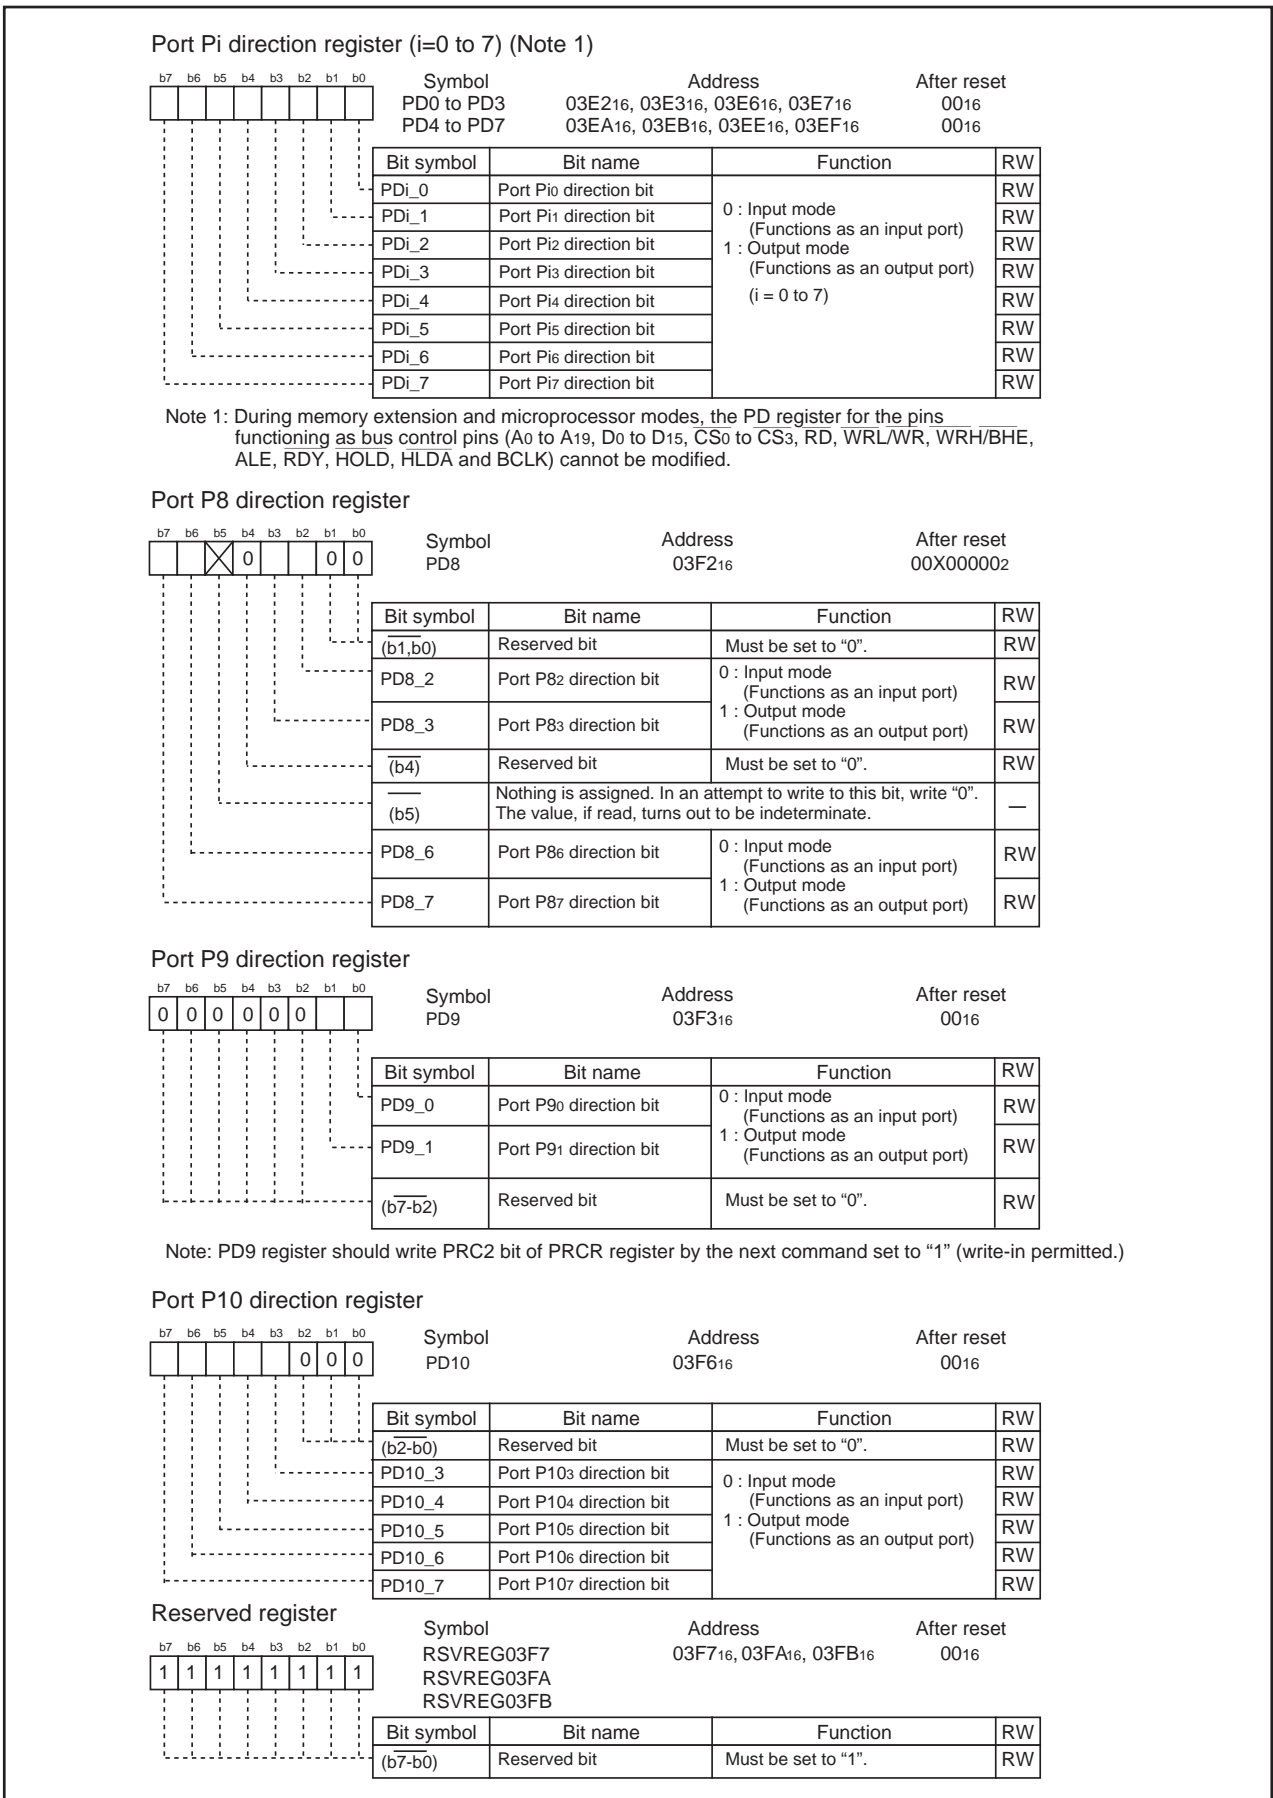 Port Pi direction register (i=0 to 7) (Note 1)
b7 b6 b5 b4 b3 b2 b1 b0
Symbol Address After reset
PD0 to PD3 03E216, 03E316, 03E616, 03E716 0016
PD4 to PD7 03EA16, 03EB16, 03EE16, 03EF16 0016
Bit symbol Bit name Function RW
PDi_0 Port Pi0 direction bit RW
PDi_1 Port Pi1 direction bit RW
PDi_2 Port Pi2 direction bit RW
PDi_3 Port Pi3 direction bit RW
PDi_4 Port Pi4 direction bit RW
PDi_5 Port Pi5 direction bit RW
PDi_6 Port Pi6 direction bit RW
PDi_7 Port Pi7 direction bit RW
0 : Input mode
(Functions as an input port)
1 : Output mode
(Functions as an output port)
(i = 0 to 7)
Note 1: During memory extension and microprocessor modes, the PD register for the pins
functioning as bus control pins (A0 to A19, D0 to D15, CS0 to CS3, RD, WRL/WR, WRH/BHE,
ALE, RDY, HOLD, HLDA and BCLK) cannot be modified.
Port P8 direction register
b7 b6 b5 b4 b3 b2 b1 b0
0 0 0
Symbol Address After reset
PD8 03F216 00X000002
Bit symbol Bit name Function RW
(b1,b0) Reserved bit Must be set to “0”. RW
PD8_2 Port P82 direction bit RW
PD8_3 Port P83 direction bit RW
0 : Input mode
(Functions as an input port)
1 : Output mode
(Functions as an output port)
(b4) Reserved bit Must be set to “0”. RW
(b5) Nothing is assigned. In an attempt to write to this bit, write “0”.
The value, if read, turns out to be indeterminate. —
PD8_6 Port P86 direction bit RW
PD8_7 Port P87 direction bit RW
0 : Input mode
(Functions as an input port)
1 : Output mode
(Functions as an output port)
Port P9 direction register
b7 b6 b5 b4 b3 b2 b1 b0
0 0 0 0 0 0
Symbol Address After reset
PD9 03F316 0016
Bit symbol Bit name Function RW
PD9_0 Port P90 direction bit RW
PD9_1 Port P91 direction bit RW
0 : Input mode
(Functions as an input port)
1 : Output mode
(Functions as an output port)
(b7-b2) Reserved bit Must be set to “0”. RW
Note: PD9 register should write PRC2 bit of PRCR register by the next command set to “1” (write-in permitted.)
Port P10 direction register
b7 b6 b5 b4 b3 b2 b1 b0
0 0 0
Symbol Address After reset
PD10 03F616 0016
Bit symbol Bit name Function RW
(b2-b0) Reserved bit Must be set to “0”. RW
PD10_3 Port P103 direction bit RW
PD10_4 Port P104 direction bit RW
PD10_5 Port P105 direction bit RW
PD10_6 Port P106 direction bit RW
PD10_7 Port P107 direction bit RW
0 : Input mode
(Functions as an input port)
1 : Output mode
(Functions as an output port)
Reserved register
b7 b6 b5 b4 b3 b2 b1 b0
1 1 1 1 1 1 1 1
Symbol Address After reset
RSVREG03F7 03F716, 03FA16, 03FB16 0016
RSVREG03FA
RSVREG03FB
Bit symbol Bit name Function RW
(b7-b0) Reserved bit Must be set to “1”. RW